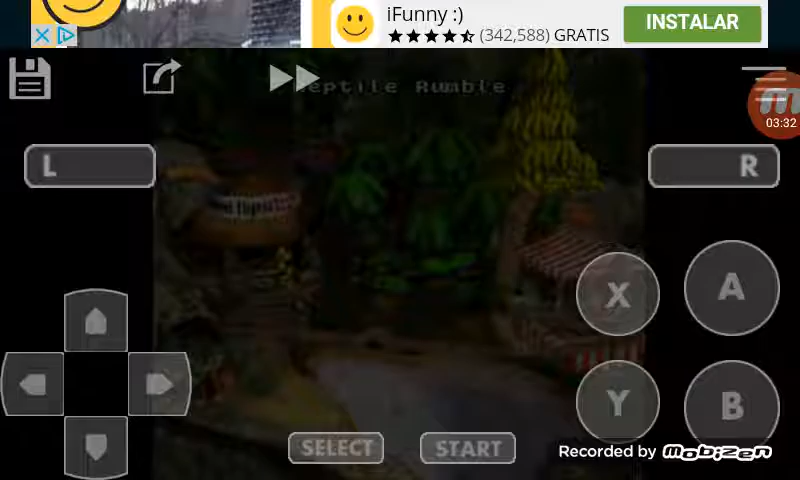 iFunny :)
(342,588) GRATIS
INSTALAR
eptile Rumble
03:32
L
R
X
A
Y
B
SELECT
START
Recorded by mobizen